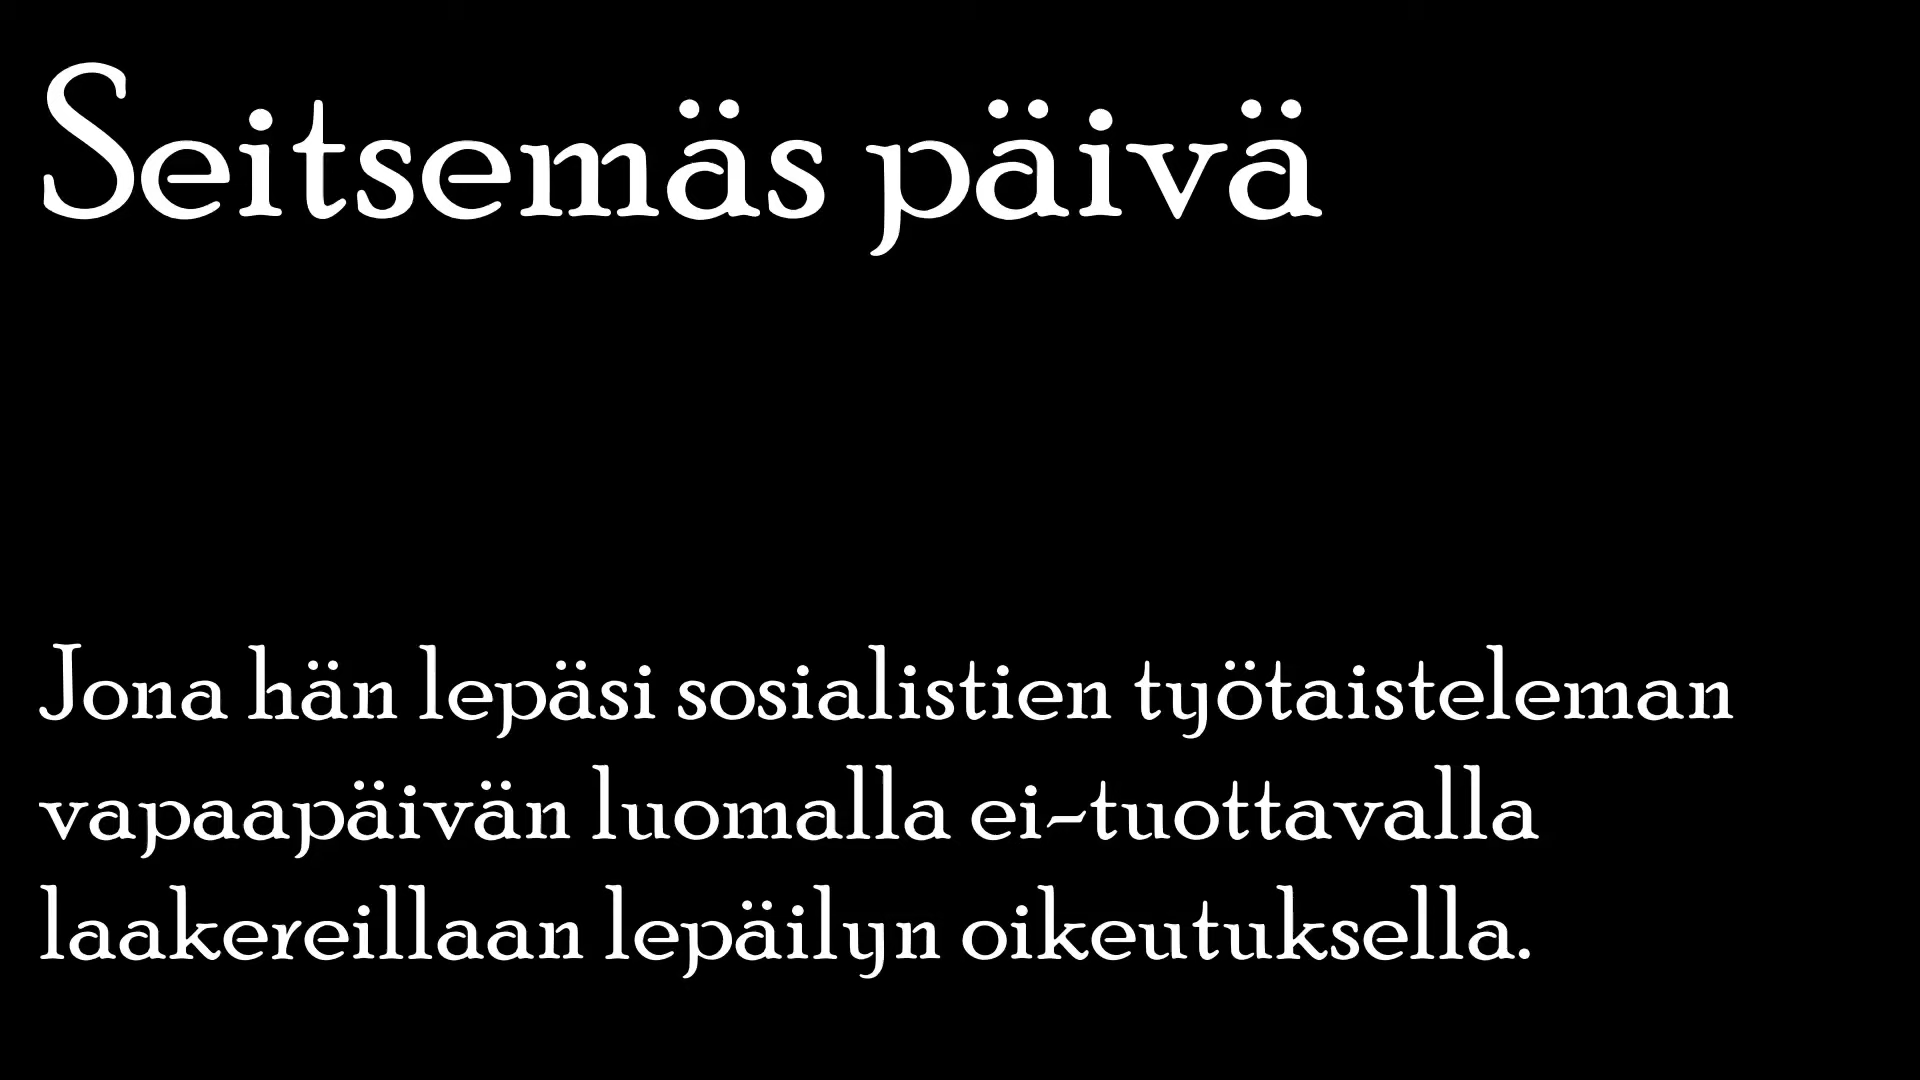 Seitsemäs päivä
Jona hän lepäsi sosialistien työtaisteleman
vapaapäivän luomalla ei-tuottavalla
laakereillaan lepäilyn oikeutuksella.